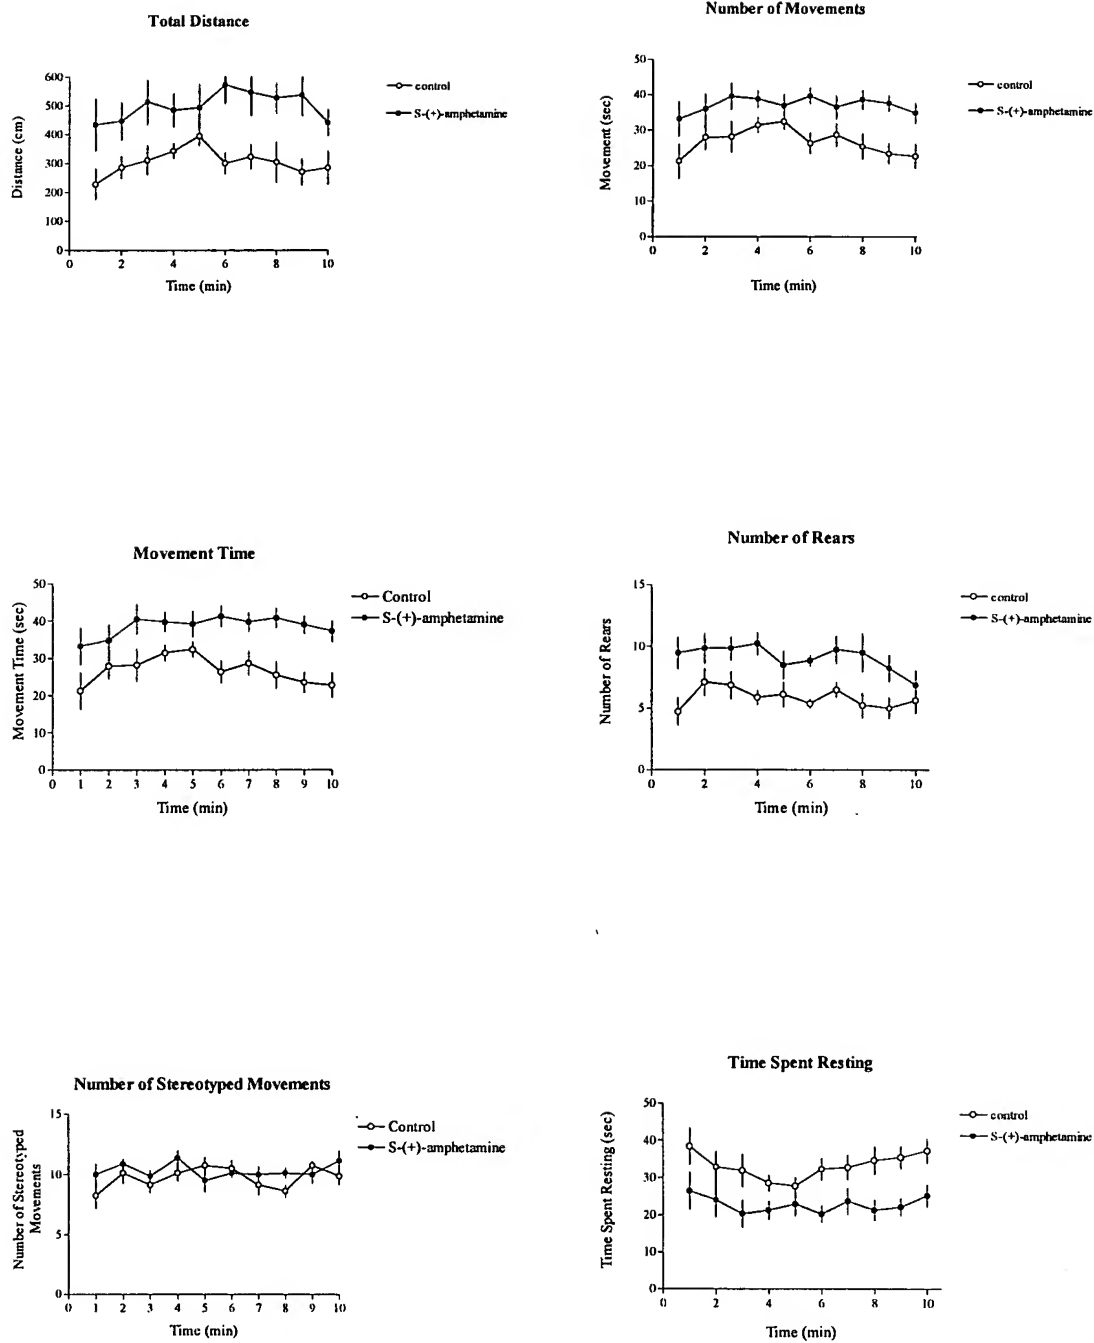 Total Distance
600
500
400
300
200
100
0
Distance (cm)
0 2 4 6 8 10
Time (min)
control
S-(+)-amphetamine
Number of Movements
50
40
30
20
10
0
Movement (sec)
0 2 4 6 8 10
Time (min)
control
S-(+)-amphetamine
Movement Time
50
40
30
20
10
0
Movement Time (sec)
0 1 2 3 4 5 6 7 8 9 10
Time (min)
Control
S-(+)-amphetamine
Number of Rears
15
10
5
0
Number of Rears
0 2 4 6 8 10
Time (min)
control
S-(+)-amphetamine
Number of Stereotyped Movements
15
10
5
0
Number of Stereotyped
Movements
0 1 2 3 4 5 6 7 8 9 10
Time (min)
Control
S-(+)-amphetamine
Time Spent Resting
50
40
30
20
10
0
Time Spent Resting (sec)
0 2 4 6 8 10
Time (min)
control
S-(+)-amphetamine